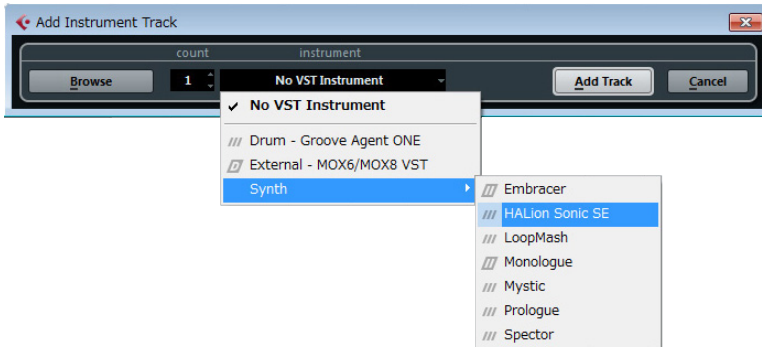 Add Instrument Track
count instrument
Browse 1 No VST Instrument Add Track Cancel
No VST Instrument
Drum - Groove Agent ONE
External - MOX6/MOX8 VST
Synth
Embracer
HALion Sonic SE
LoopMash
Monologue
Mystic
Prologue
Spector